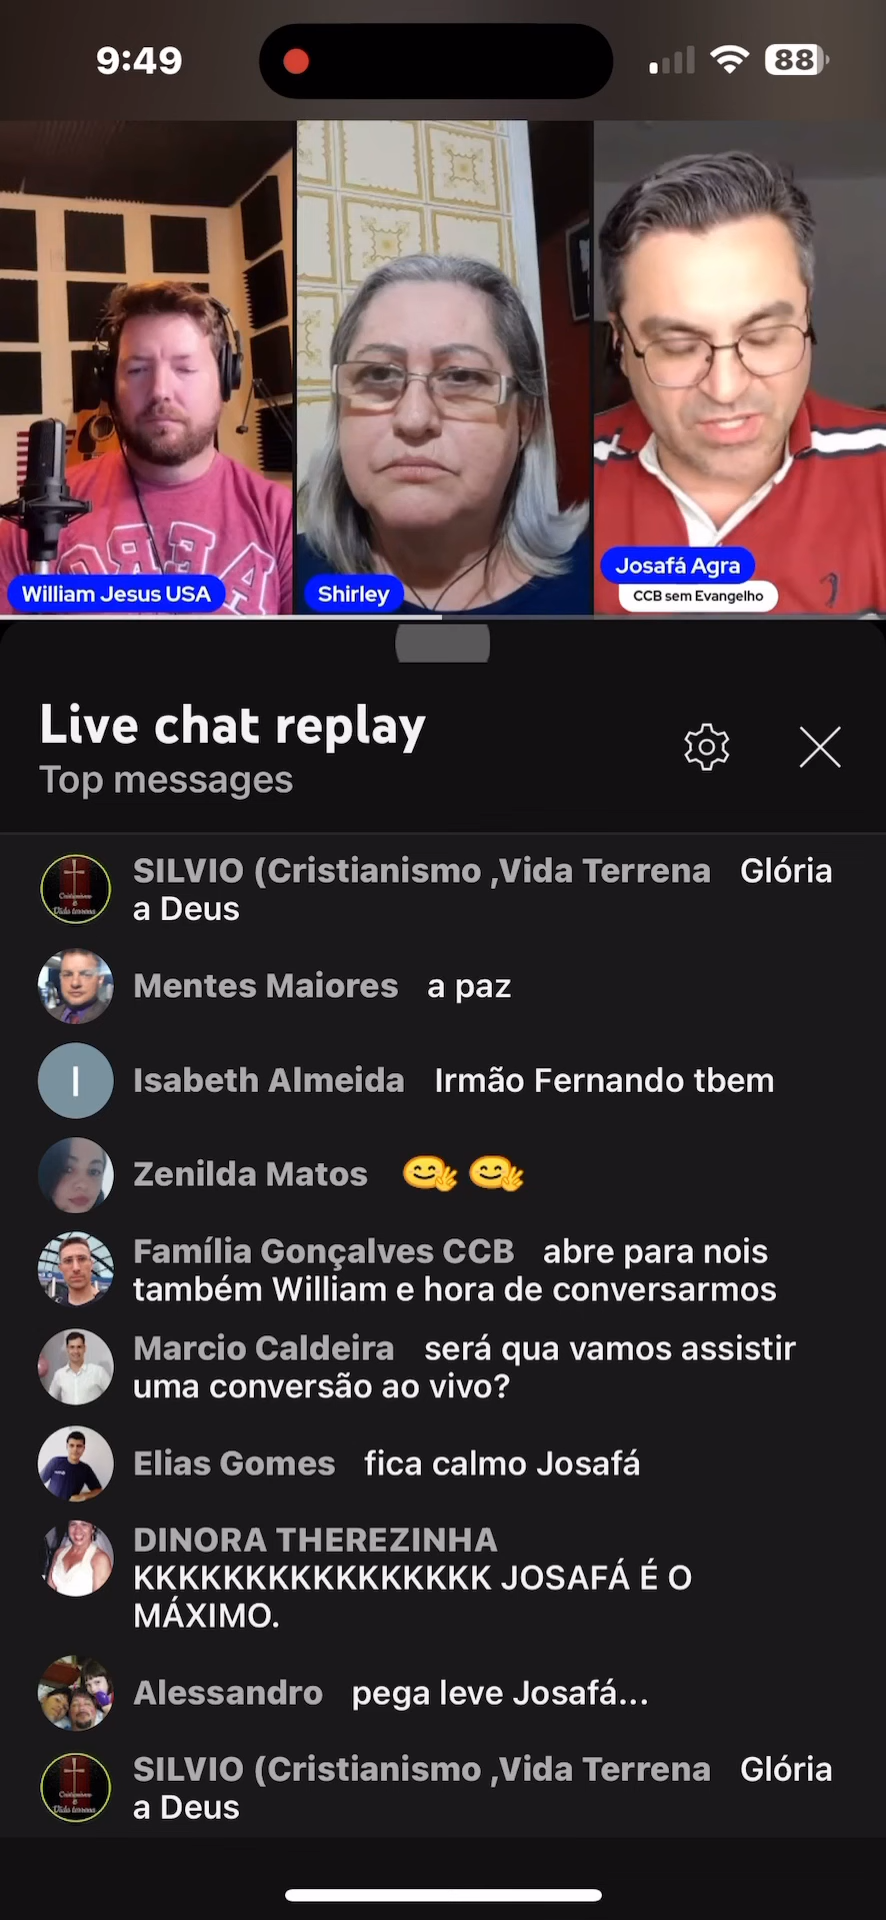 9:49
88
William Jesus USA
Shirley
Josafá Agra
CCB sem Evangelho
Live chat replay
Top messages
SILVIO (Cristianismo ,Vida Terrena Glória
a Deus
Mentes Maiores a paz
I
Isabeth Almeida Irmão Fernando tbem
Zenilda Matos
Família Gonçalves CCB abre para nois
também William e hora de conversarmos
Marcio Caldeira será qua vamos assistir
uma conversão ao vivo?
Elias Gomes fica calmo Josafá
DINORA THEREZINHA
KKKKKKKKKKKKKKKK JOSAFÁ É O
MÁXIMO.
Alessandro pega leve Josafá...
SILVIO (Cristianismo ,Vida Terrena Glória
a Deus